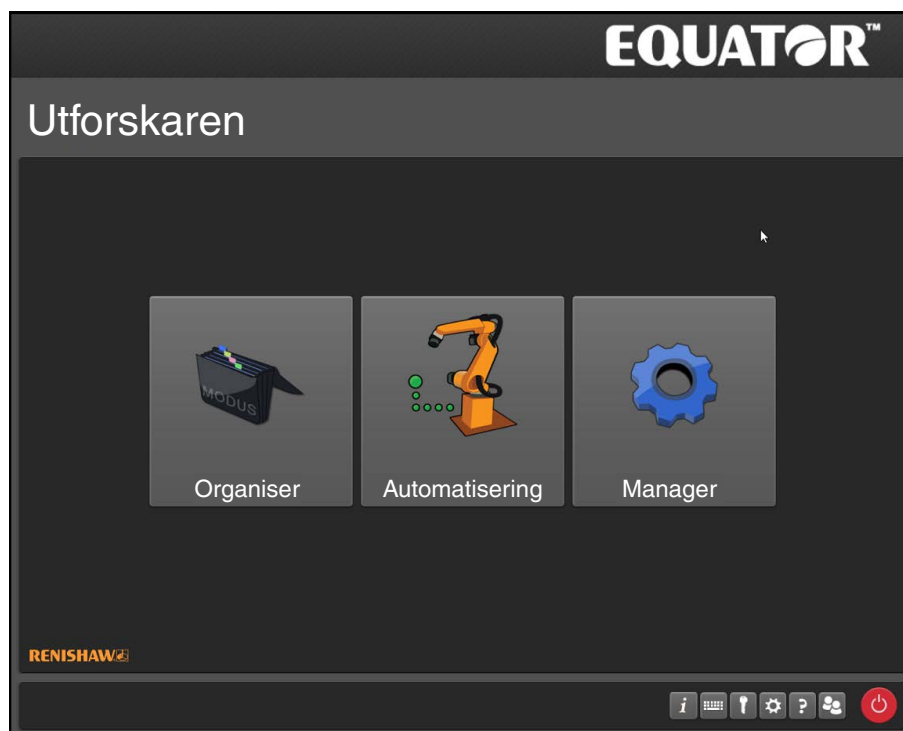 EQUATOR™
Utforskaren
MODUS
Organiser
Automatisering
Manager
RENISHAW
i
?